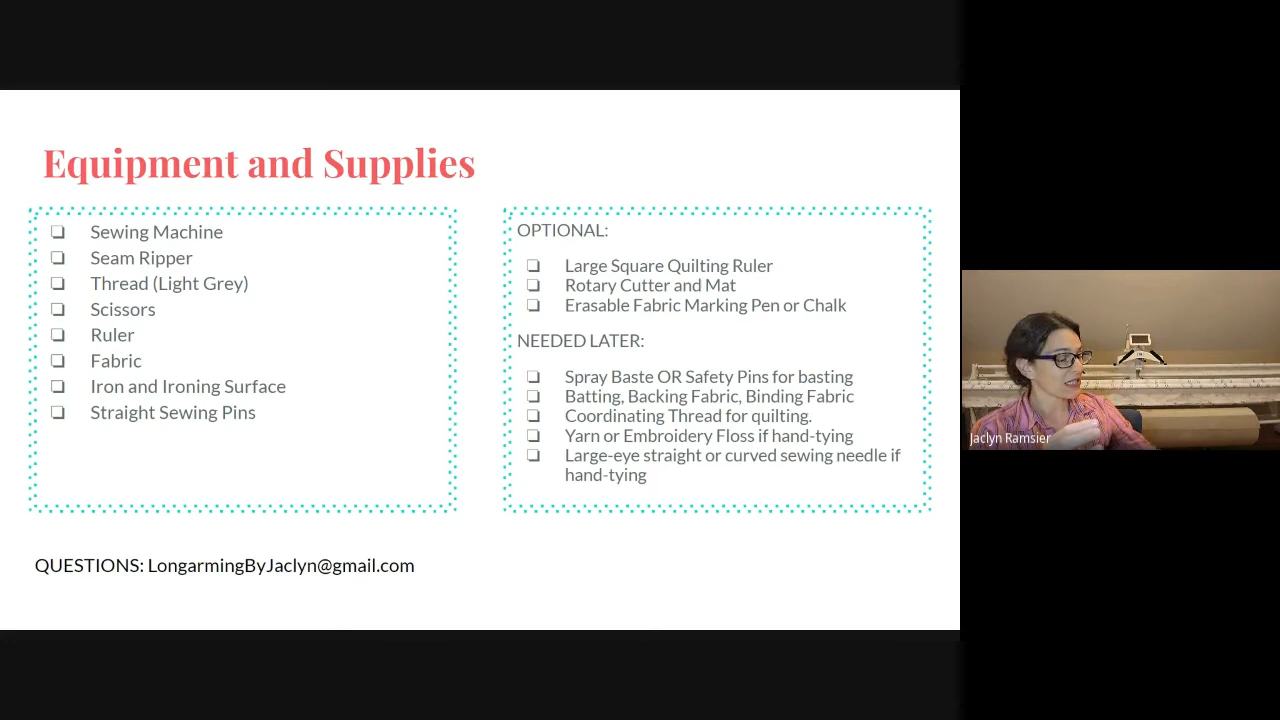 Equipment and Supplies
❏ Sewing Machine
❏ Seam Ripper
❏ Thread (Light Grey)
❏ Scissors
❏ Ruler
❏ Fabric
❏ Iron and Ironing Surface
❏ Straight Sewing Pins
OPTIONAL:
❏ Large Square Quilting Ruler
❏ Rotary Cutter and Mat
❏ Erasable Fabric Marking Pen or Chalk
NEEDED LATER:
❏ Spray Baste OR Safety Pins for basting
❏ Batting, Backing Fabric, Binding Fabric
❏ Coordinating Thread for quilting.
❏ Yarn or Embroidery Floss if hand-tying
❏ Large-eye straight or curved sewing needle if
hand-tying
QUESTIONS: LongarmingByJaclyn@gmail.com
Jaclyn Ramsier